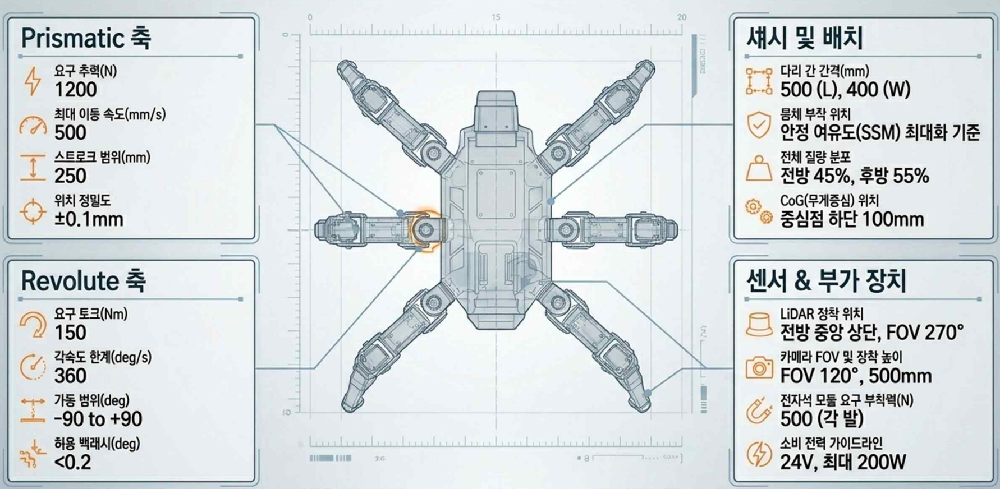 Prismatic 축
요구 추력(N)
1200
최대 이동 속도(mm/s)
500
스트로크 범위(mm)
250
위치 정밀도
±0.1mm
Revolute 축
요구 토크(Nm)
150
각속도 한계(deg/s)
360
가동 범위(deg)
-90 to +90
허용 백래시(deg)
<0.2
0
15
20
섀시 및 배치
다리 간 간격(mm)
500 (L), 400 (W)
부착 위치
안정 여유도(SSM) 최대화 기준
전체 질량 분포
전방 45%, 후방 55%
CoG(무게중심) 위치
중심점 하단 100mm
센서 & 부가 장치
LiDAR 장착 위치
전방 중앙 상단, FOV 270°
카메라 FOV 및 장착 높이
FOV 120°, 500mm
전자석 모듈 요구 부착력(N)
500 (각 발)
소비 전력 가이드라인
24V, 최대 200W